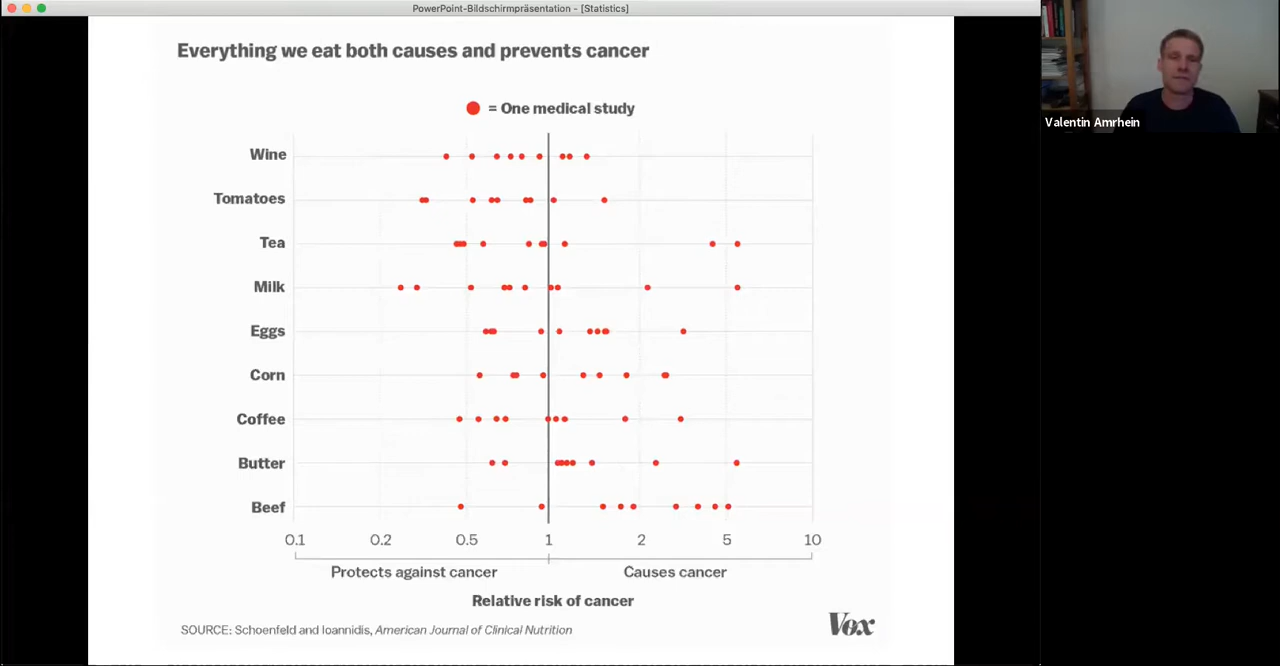 PowerPoint-Bildschirmpräsentation - [Statistics]
Everything we eat both causes and prevents cancer
= One medical study
Wine
Tomatoes
Tea
Milk
Eggs
Corn
Coffee
Butter
Beef
0.1 0.2 0.5 1 2 5 10
Protects against cancer Causes cancer
Relative risk of cancer
SOURCE: Schoenfeld and Ioannidis, American Journal of Clinical Nutrition
Vox
Valentin Amrhein